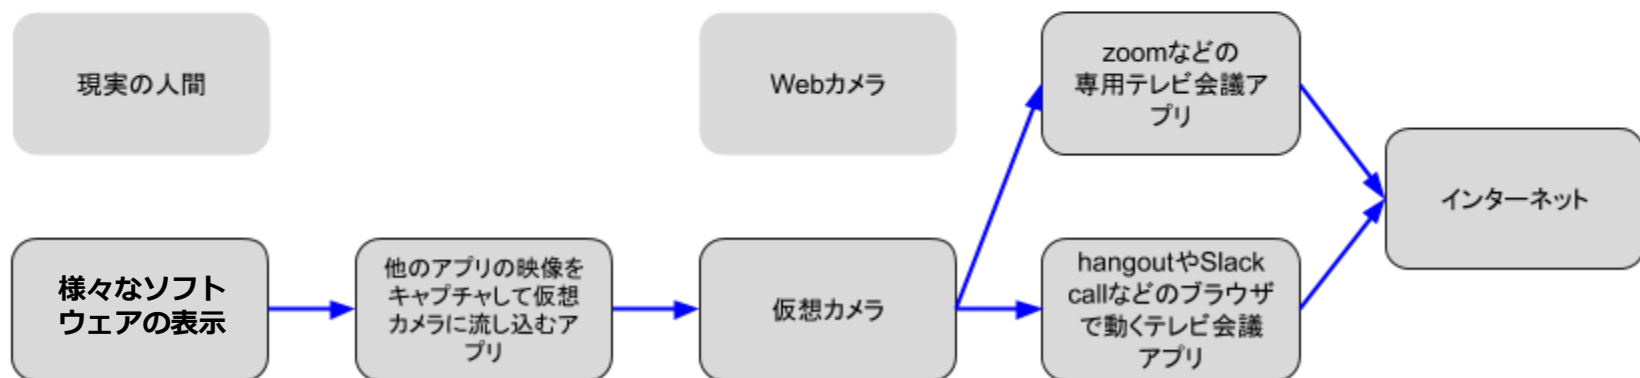 現実の人間
Webカメラ
zoomなどの
専用テレビ会議ア
プリ
インターネット
様々なソフト
ウェアの表示
他のアプリの映像を
キャプチャして仮想
カメラに流し込むア
プリ
仮想カメラ
hangoutやSlack
callなどのブラウザ
で動くテレビ会議
アプリ